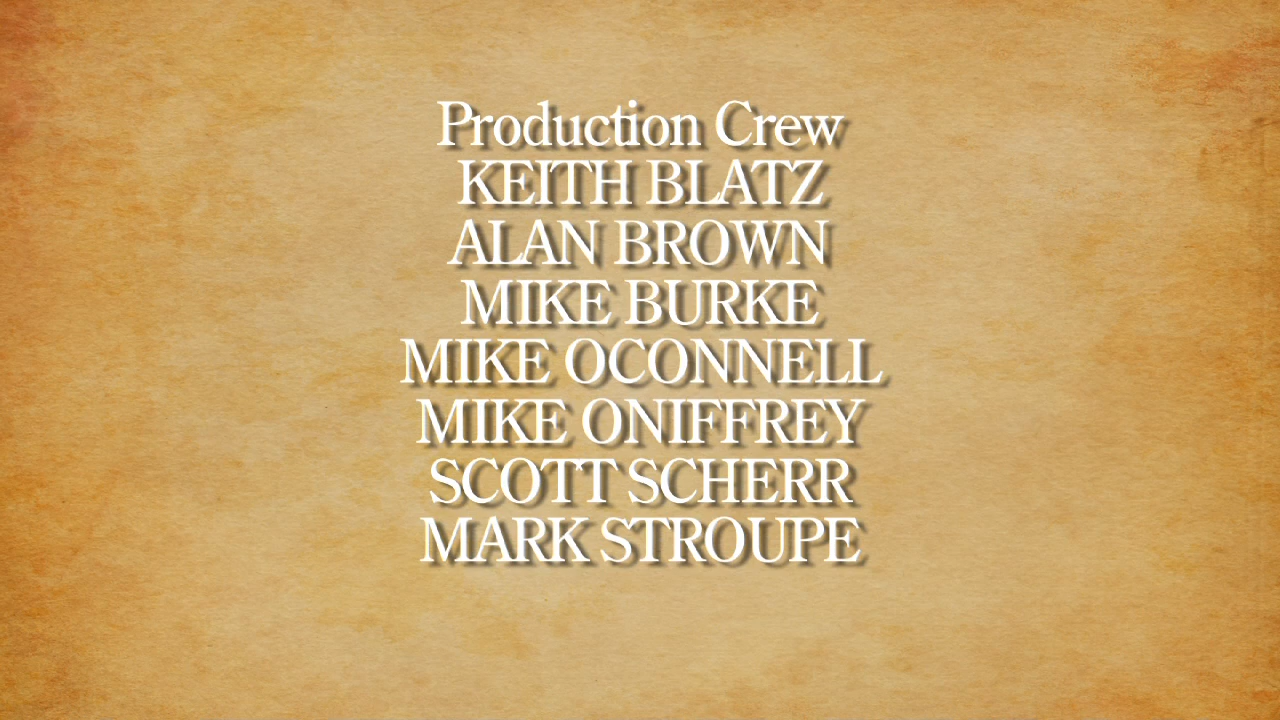 Production Crew
KEITH BLATZ
ALAN BROWN
MIKE BURKE
MIKE OCONNELL
MIKE ONIFFREY
SCOTT SCHERR
MARK STROUPE